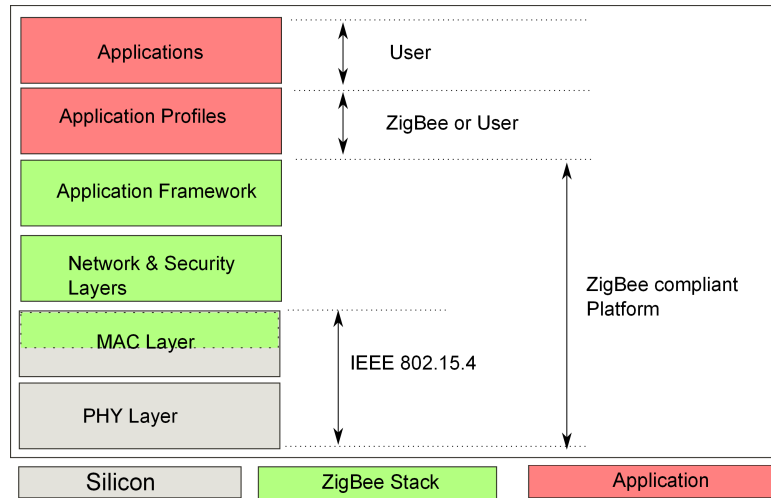 Applications
User
Application Profiles
ZigBee or User
Application Framework
Network & Security
Layers
ZigBee compliant
Platform
MAC Layer
IEEE 802.15.4
PHY Layer
Silicon
ZigBee Stack
Application